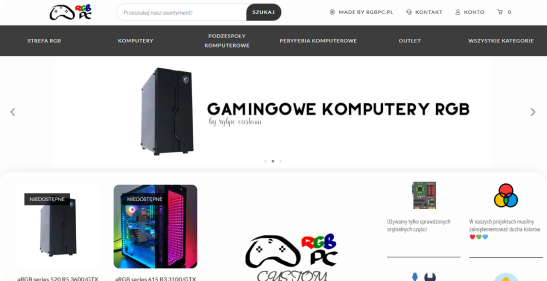 RGB
PC
Przeszukaj nasz asortyment!
SZUKAJ
MADE BY RGBPC.PL
KONTAKT
KONTO
0
STREFA RGB
KOMPUTERY
PODZESPOŁY
KOMPUTEROWE
PERYFERIA KOMPUTEROWE
OUTLET
WSZYSTKIE KATEGORIE
GAMINGOWE KOMPUTERY RGB
by rgbpc custom
NIEDOSTĘPNE
NIEDOSTĘPNE
RGB
PC
CUSTOM
Używamy tylko sprawdzonych
oryginalnych części
W naszych projektach musimy
zaimplementować ducha kolorów
aRGB series 520 R5 3600/GTX
aRGB series 615 R3 3100/GTX